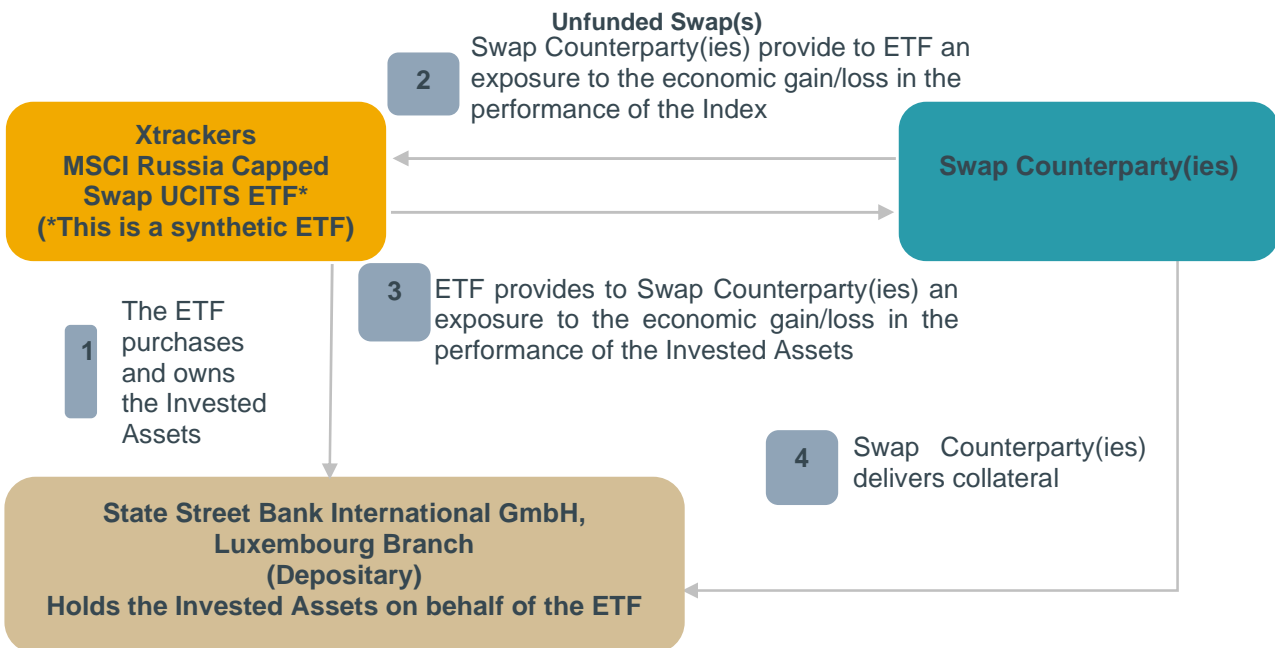 Unfunded Swap(s)
2
Swap Counterparty(ies) provide to ETF an
exposure to the economic gain/loss in the
performance of the Index
Xtrackers
MSCI Russia Capped
Swap UCITS ETF*
(*This is a synthetic ETF)
Swap Counterparty(ies)
3
ETF provides to Swap Counterparty(ies) an
exposure to the economic gain/loss in the
performance of the Invested Assets
1
The ETF
purchases
and owns
the Invested
Assets
4
Swap Counterparty(ies)
delivers collateral
State Street Bank International GmbH,
Luxembourg Branch
(Depositary)
Holds the Invested Assets on behalf of the ETF